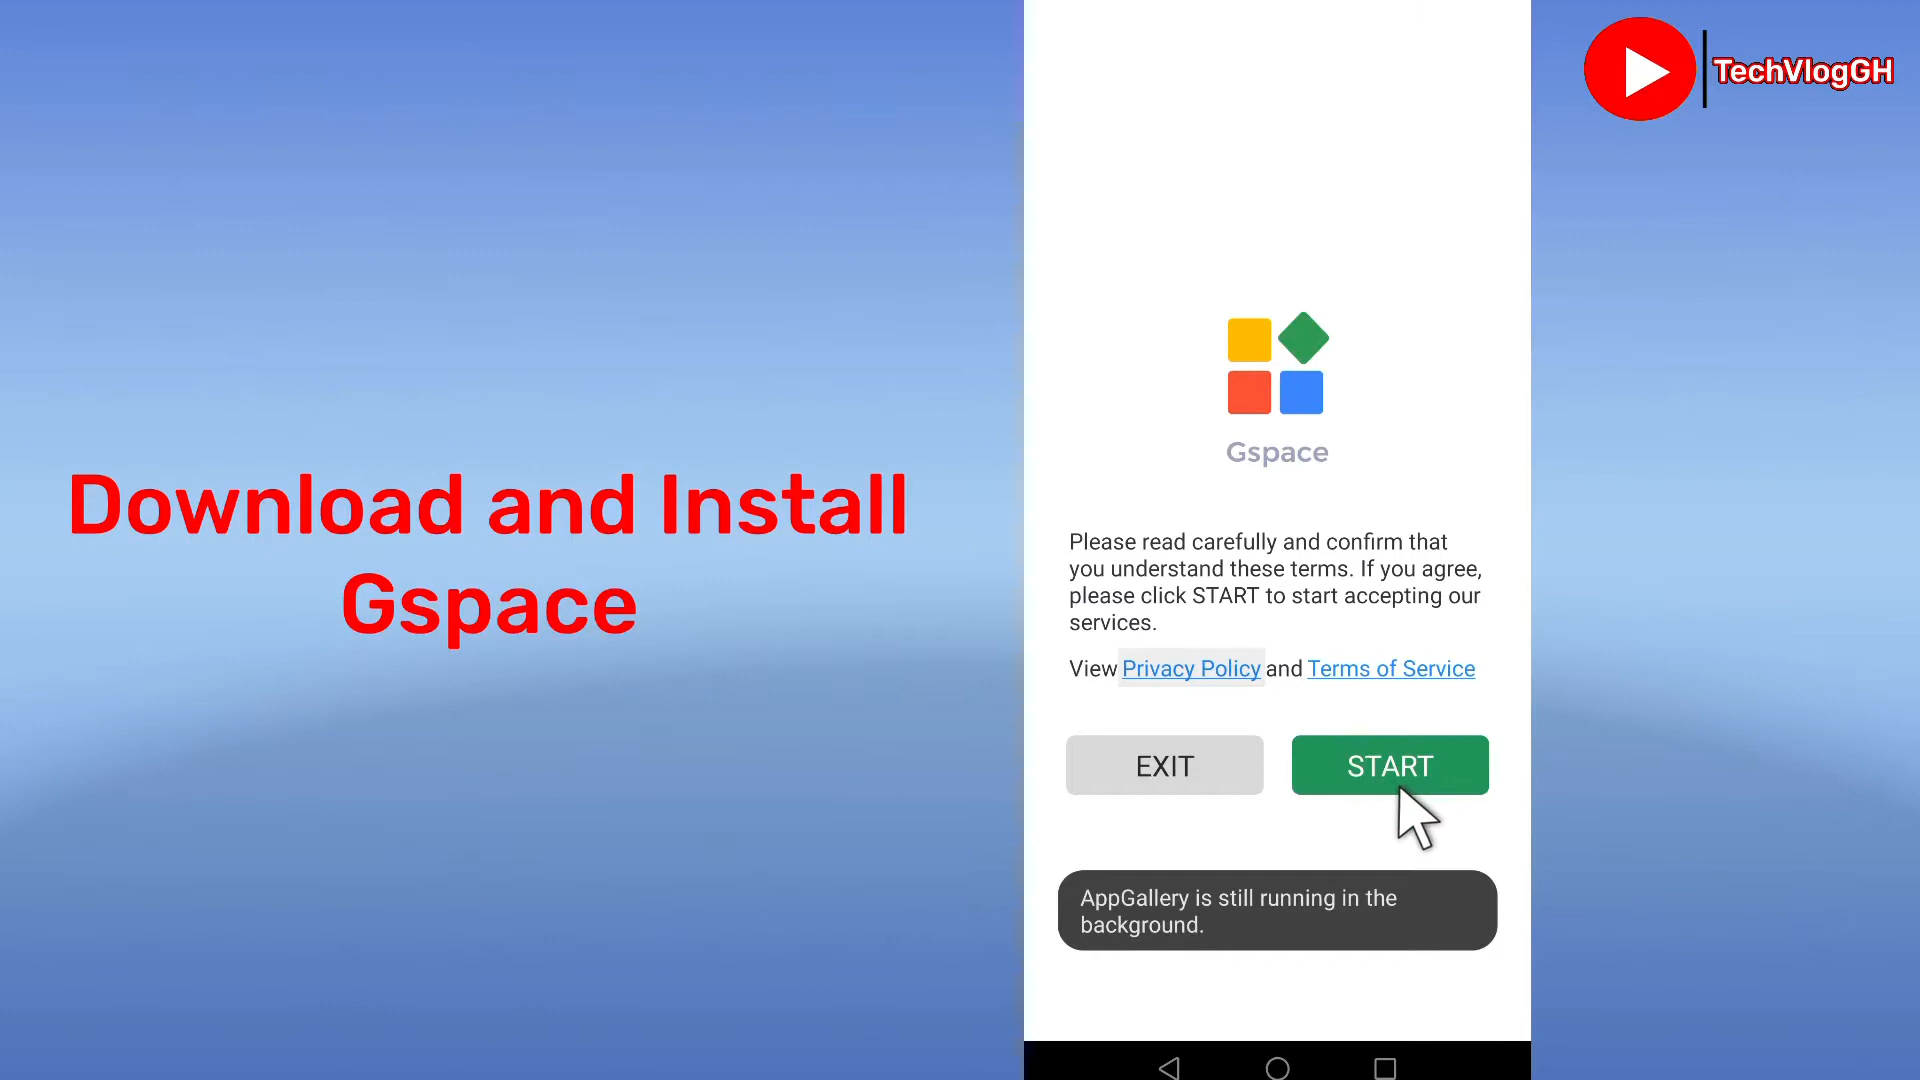 TechVlogGH
Download and Install
Gspace
Gspace
Please read carefully and confirm that
you understand these terms. If you agree,
please click START to start accepting our
services.
View Privacy Policy and Terms of Service
EXIT
START
AppGallery is still running in the
background.